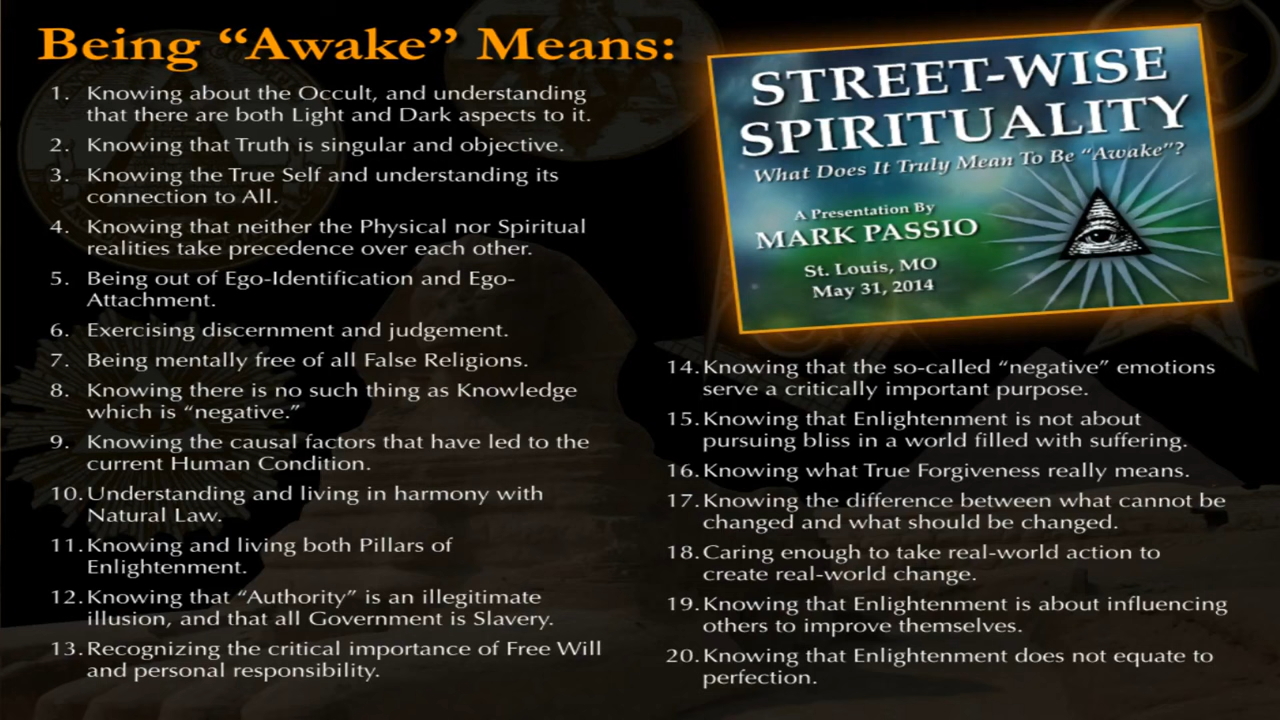 Being “Awake” Means:
1. Knowing about the Occult, and understanding
that there are both Light and Dark aspects to it.
2. Knowing that Truth is singular and objective.
3. Knowing the True Self and understanding its
connection to All.
4. Knowing that neither the Physical nor Spiritual
realities take precedence over each other.
5. Being out of Ego-Identification and Ego-
Attachment.
6. Exercising discernment and judgement.
7. Being mentally free of all False Religions.
8. Knowing there is no such thing as Knowledge
which is “negative.”
9. Knowing the causal factors that have led to the
current Human Condition.
10. Understanding and living in harmony with
Natural Law.
11. Knowing and living both Pillars of
Enlightenment.
12. Knowing that “Authority” is an illegitimate
illusion, and that all Government is Slavery.
13. Recognizing the critical importance of Free Will
and personal responsibility.
STREET-WISE
SPIRITUALITY
What Does It Truly Mean To Be “Awake”?
A Presentation By
MARK PASSIO
St. Louis, MO
May 31, 2014
14. Knowing that the so-called “negative” emotions
serve a critically important purpose.
15. Knowing that Enlightenment is not about
pursuing bliss in a world filled with suffering.
16. Knowing what True Forgiveness really means.
17. Knowing the difference between what cannot be
changed and what should be changed.
18. Caring enough to take real-world action to
create real-world change.
19. Knowing that Enlightenment is about influencing
others to improve themselves.
20. Knowing that Enlightenment does not equate to
perfection.